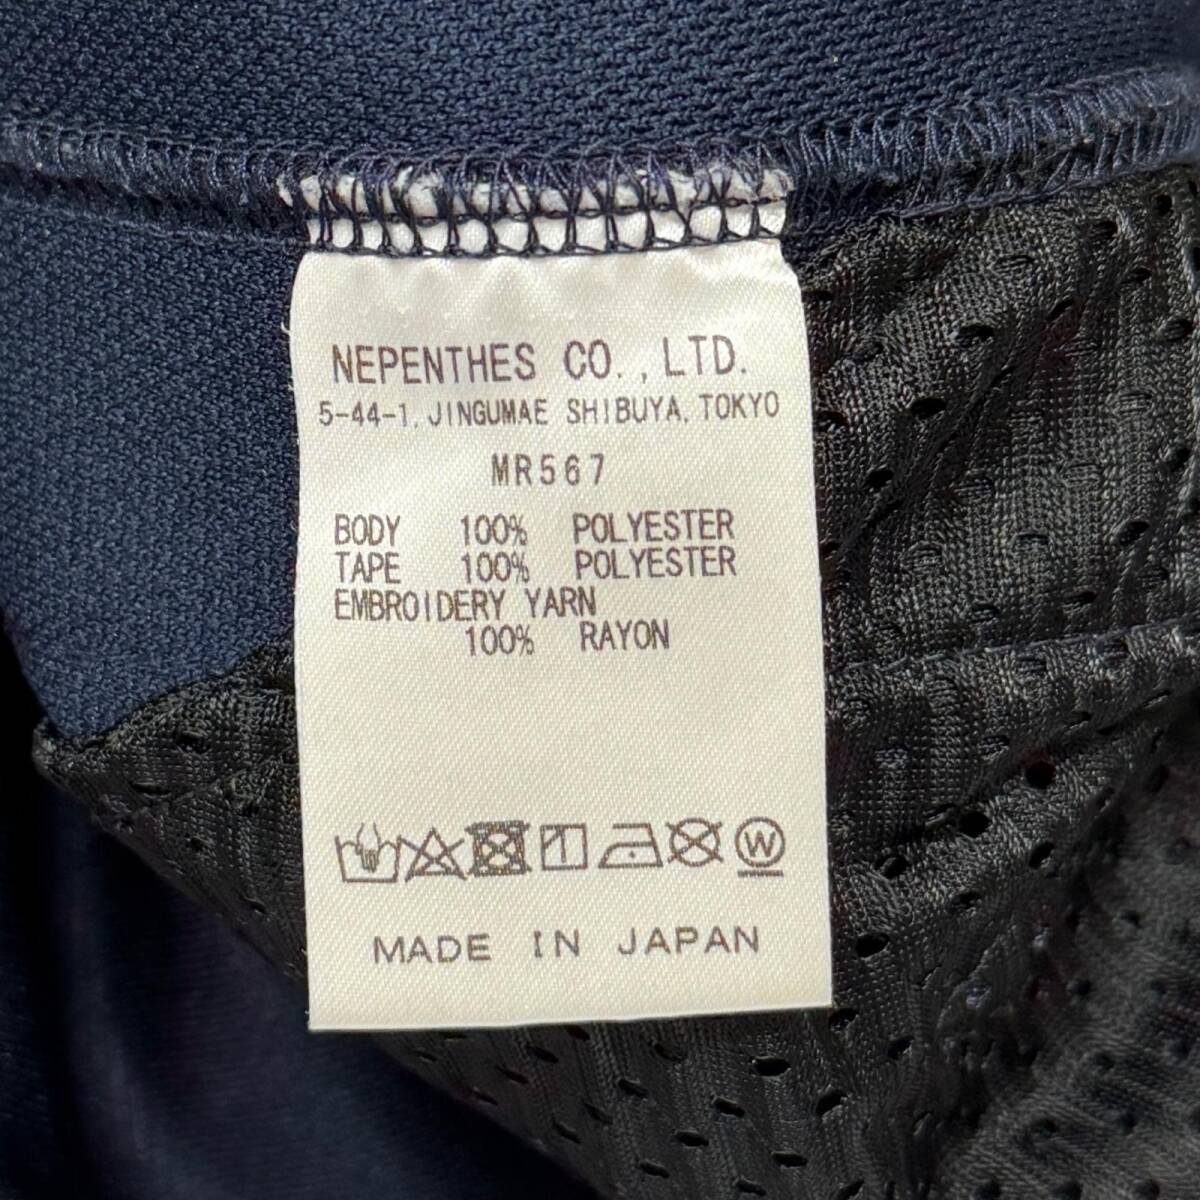 NEPENTHES CO., LTD.
5-44-1, JINGUMAE SHIBUYA, TOKYO
MR567
BODY 100% POLYESTER
TAPE 100% POLYESTER
EMBROIDERY YARN
100% RAYON
W
MADE IN JAPAN